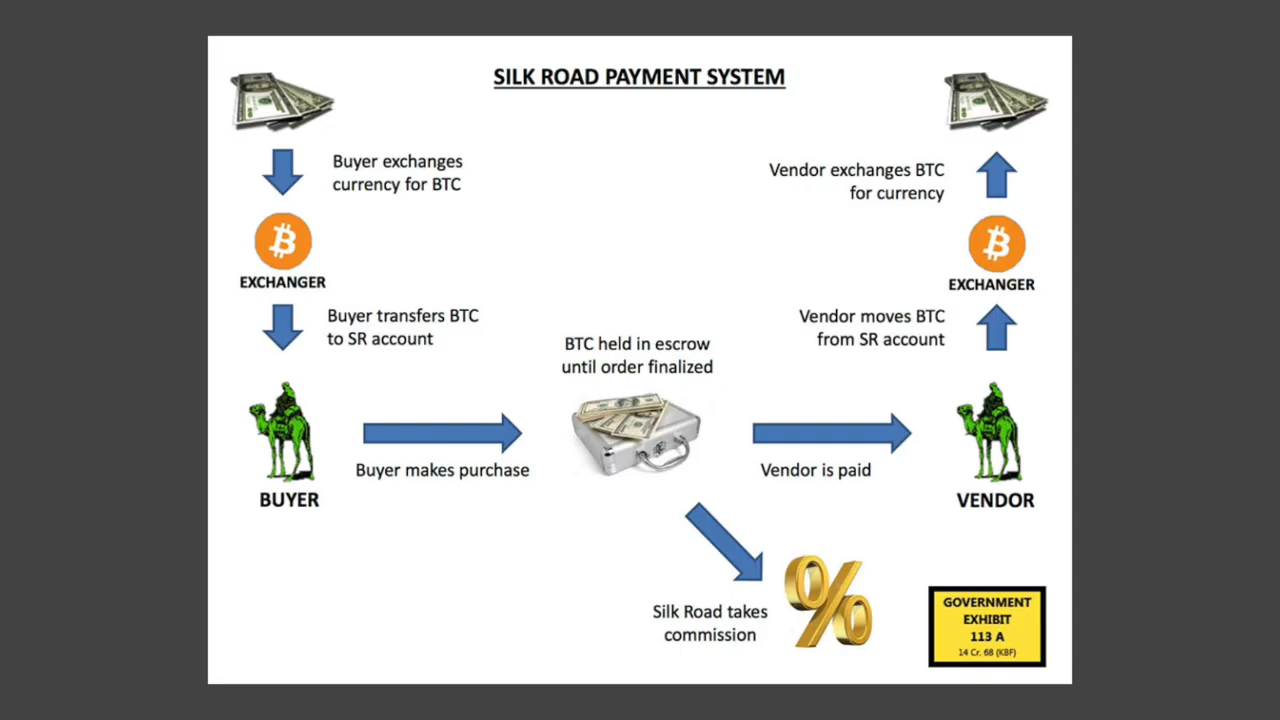 SILK ROAD PAYMENT SYSTEM
Buyer exchanges
currency for BTC
EXCHANGER
Buyer transfers BTC
to SR account
BUYER
Buyer makes purchase
BTC held in escrow
until order finalized
Silk Road takes
commission
%
Vendor is paid
VENDOR
Vendor moves BTC
from SR account
EXCHANGER
Vendor exchanges BTC
for currency
GOVERNMENT
EXHIBIT
113 A
14 Cr. 68 (KBF)